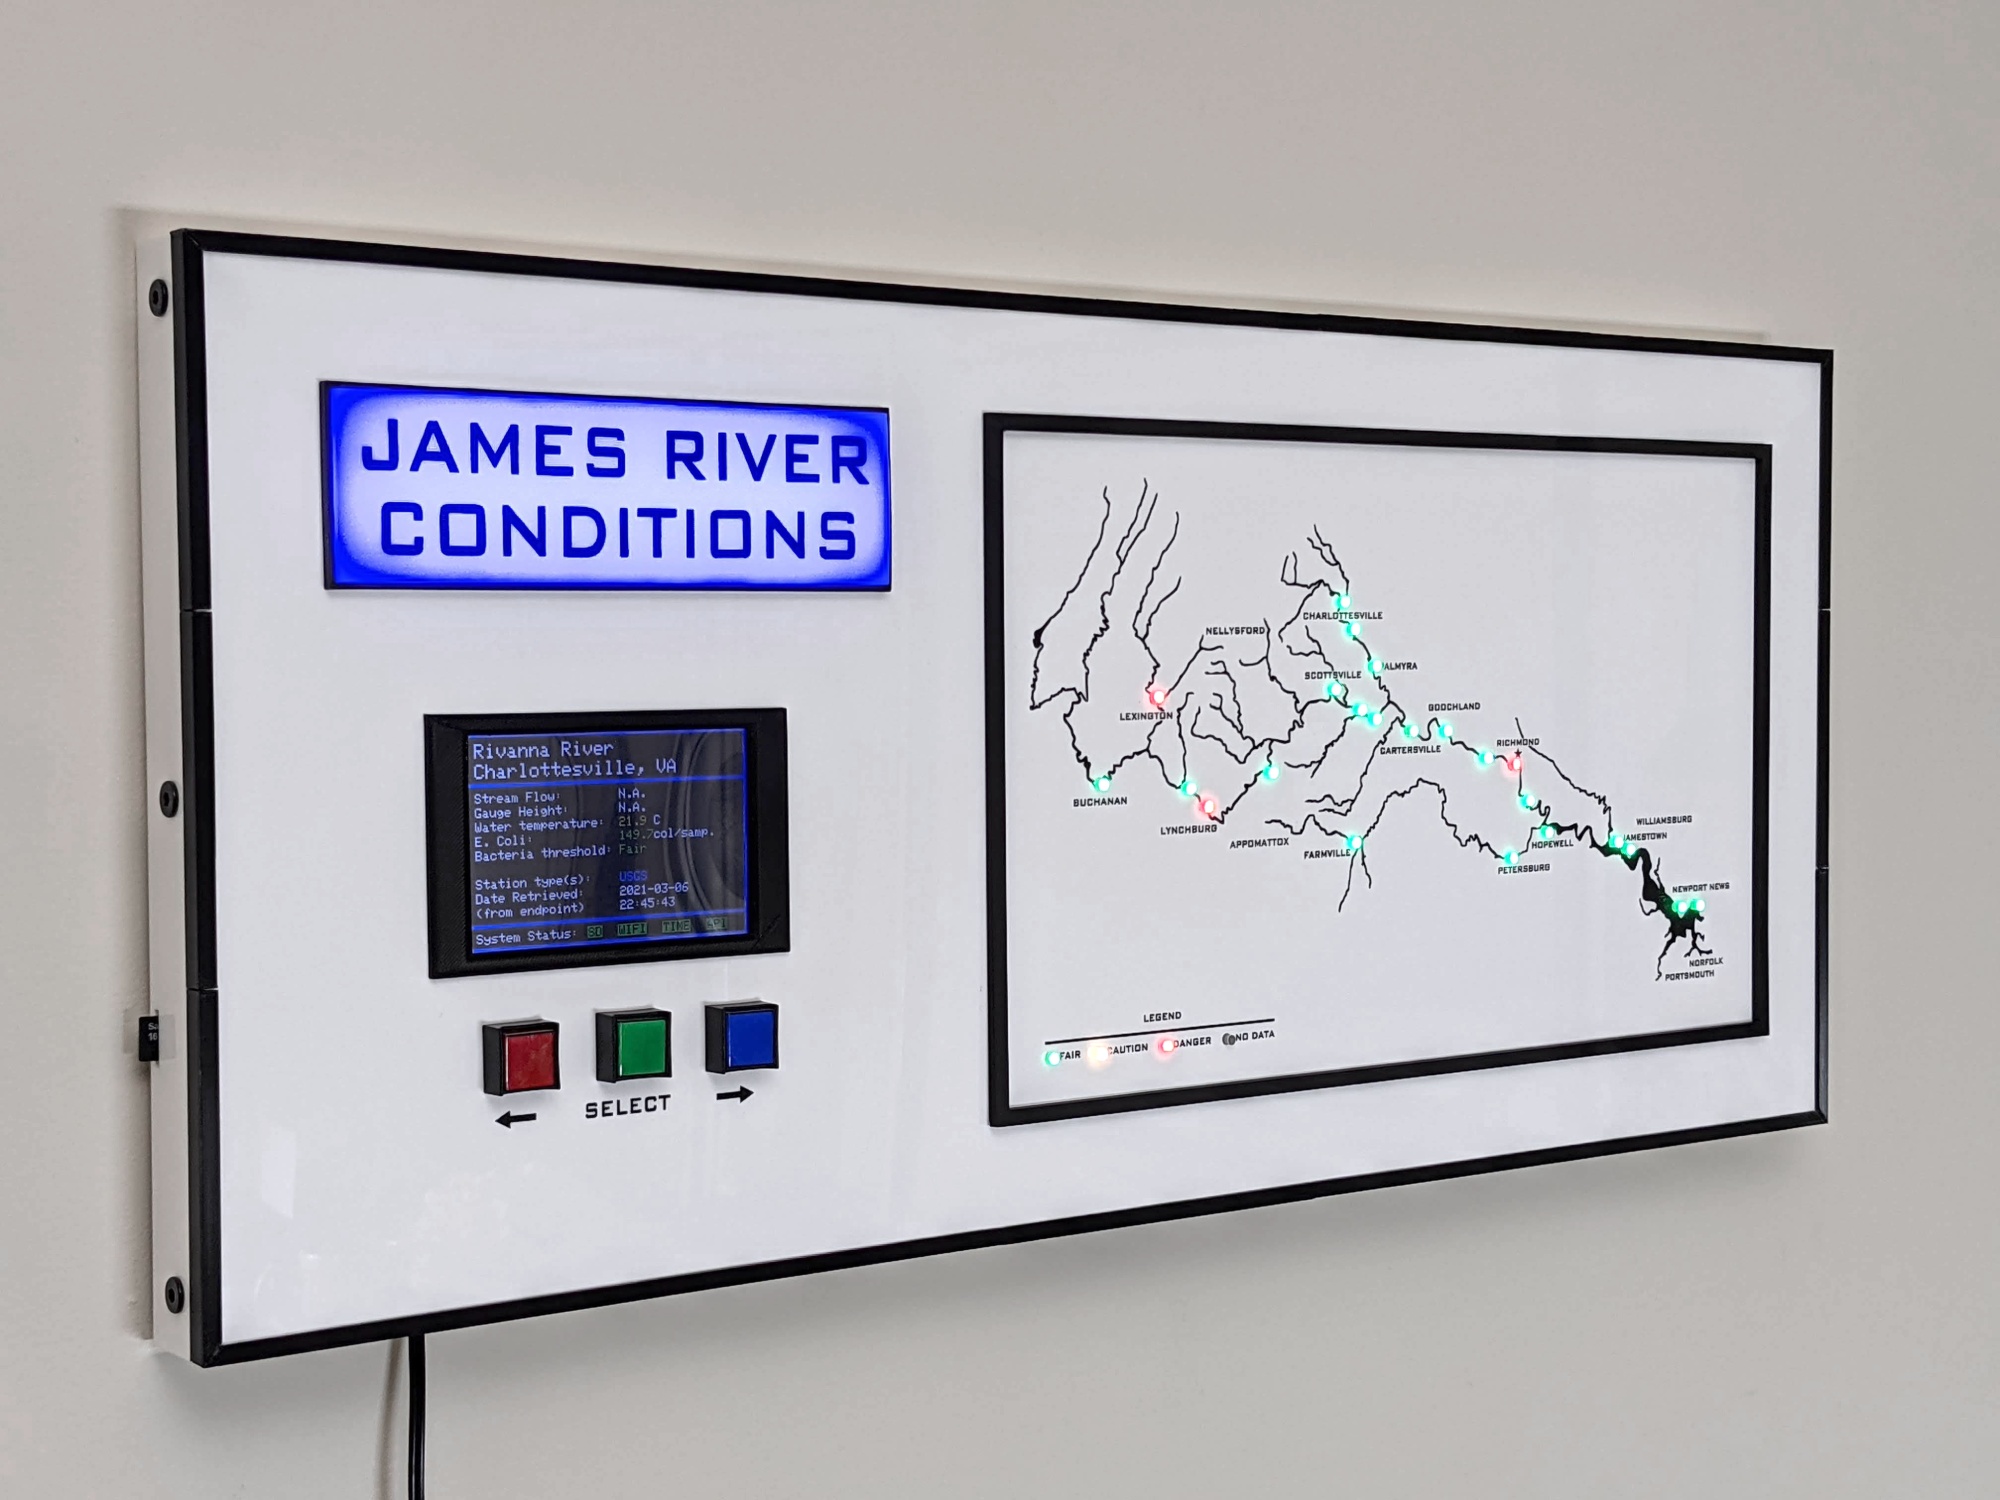 JAMES RIVER
CONDITIONS
Rivanna River
Charlottesville, VA
Stream Flow: N.A.
Gauge Height: N.A.
Water temperature: 21.9 C
E. Coli: 149.7col/samp.
Bacteria threshold: Fair
Station type(s): USGS
Date Retrieved: 2021-03-06
(from endpoint) 22:45:43
System Status: SD WIFI TIME API
SELECT
CHARLOTTESVILLE
NELLYSFORD
PALMYRA
SCOTTSVILLE
LEXINGTON
GOOCHLAND
RICHMOND
CARTERSVILLE
BUCHANAN
LYNCHBURG
APPOMATTOX
FARMVILLE
WILLIAMSBURG
JAMESTOWN
HOPEWELL
PETERSBURG
NEWPORT NEWS
NORFOLK
PORTSMOUTH
LEGEND
FAIR CAUTION DANGER NO DATA